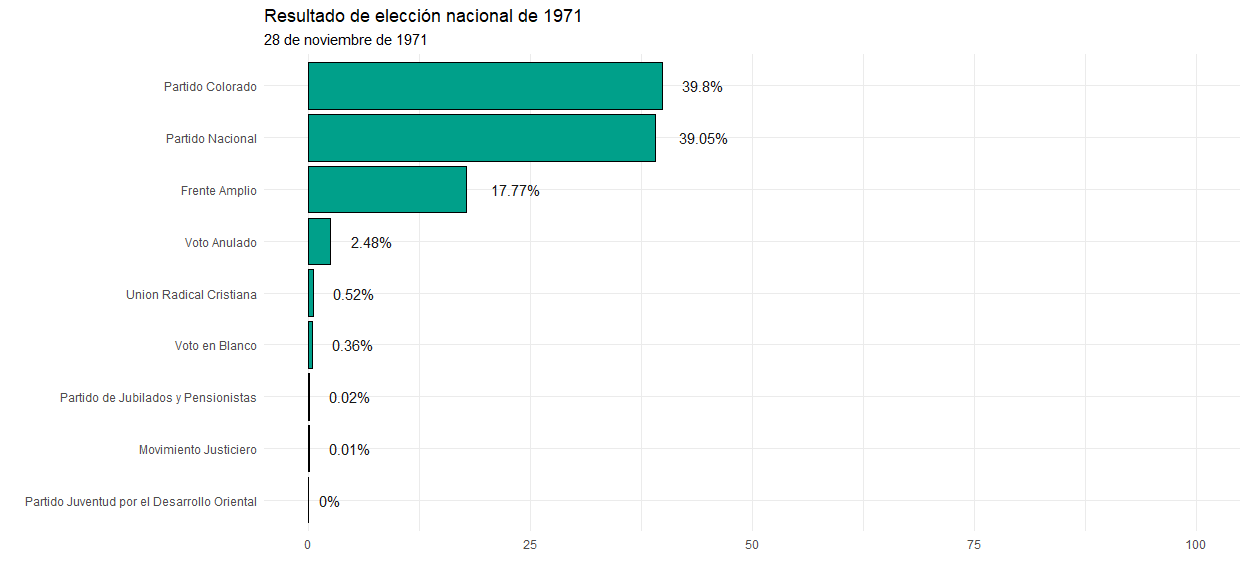 Resultado de elección nacional de 1971
28 de noviembre de 1971
Partido Colorado 39.8%
Partido Nacional 39.05%
Frente Amplio 17.77%
Voto Anulado 2.48%
Union Radical Cristiana 0.52%
Voto en Blanco 0.36%
Partido de Jubilados y Pensionistas 0.02%
Movimiento Justiciero 0.01%
Partido Juventud por el Desarrollo Oriental 0%
0 25 50 75 100